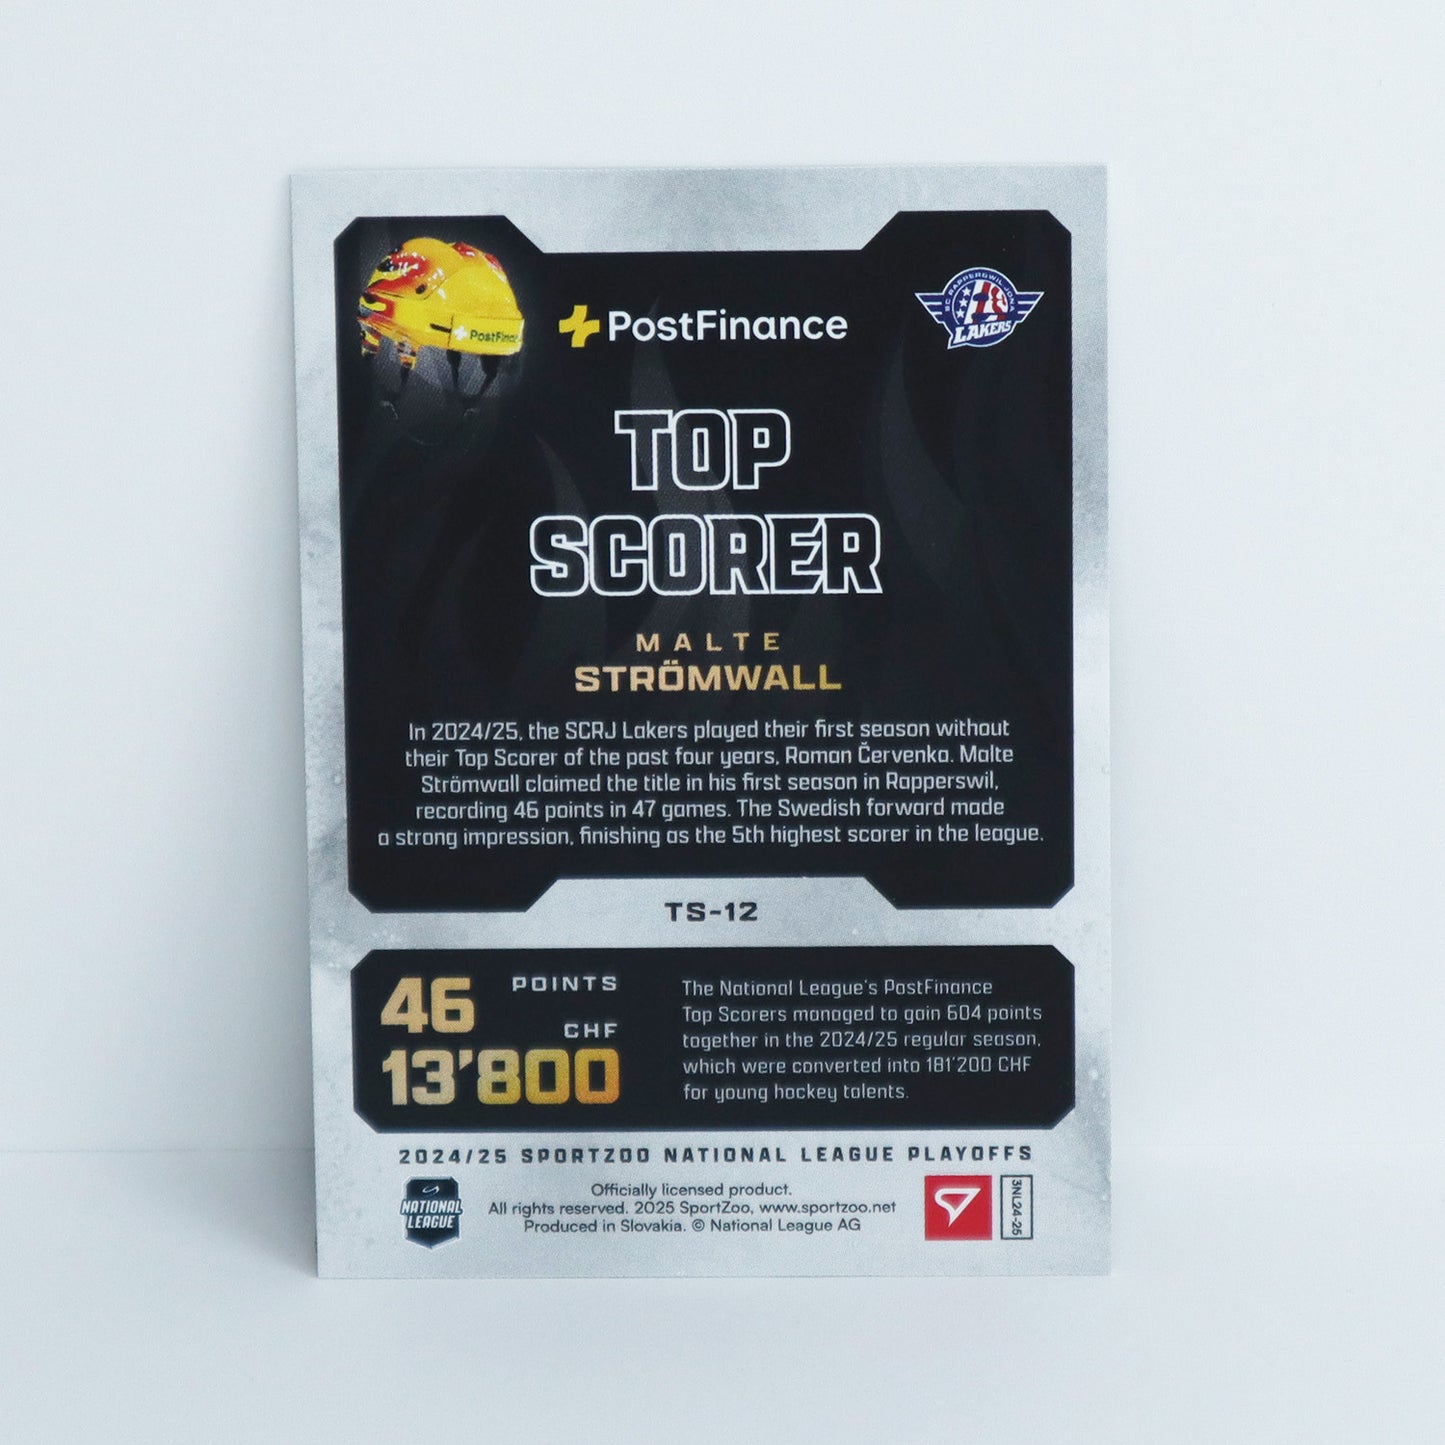 PostFinance
PostFinance
SC RAPPERSWIL-JONA
LAKERS
TOP
SCORER
MALTE
STRÖMWALL
In 2024/25, the SCRJ Lakers played their first season without
their Top Scorer of the past four years, Roman Červenka. Malte
Strömwall claimed the title in his first season in Rapperswil,
recording 46 points in 47 games. The Swedish forward made
a strong impression, finishing as the 5th highest scorer in the league.
TS-12
46 POINTS
CHF
13'800
The National League's PostFinance
Top Scorers managed to gain 604 points
together in the 2024/25 regular season,
which were converted into 181'200 CHF
for young hockey talents.
2024/25 SPORTZOO NATIONAL LEAGUE PLAYOFFS
NATIONAL
LEAGUE
Officially licensed product.
All rights reserved. 2025 SportZoo, www.sportzoo.net
Produced in Slovakia. © National League AG
3NL24-25